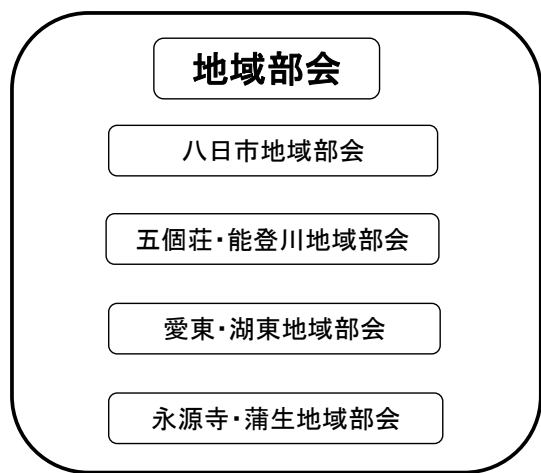 地域部会
八日市地域部会
五個荘・能登川地域部会
愛東・湖東地域部会
永源寺・蒲生地域部会